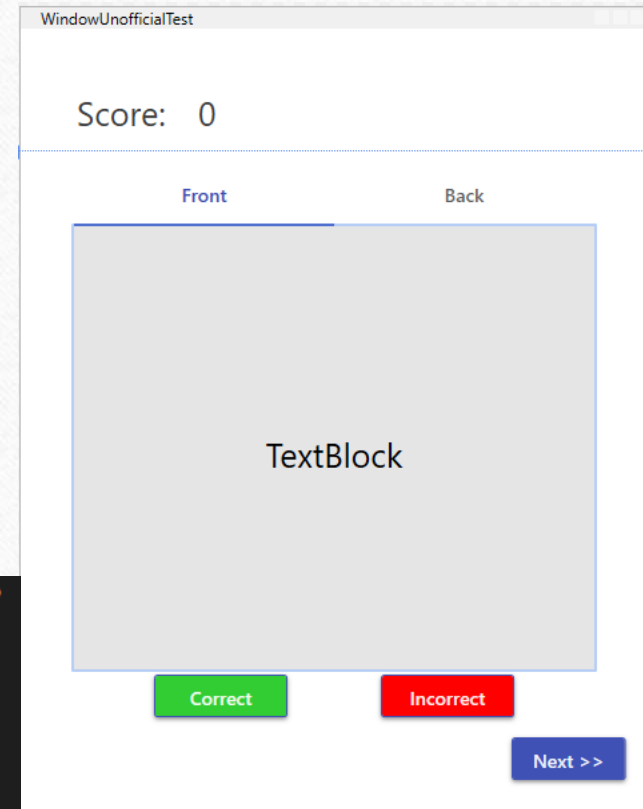 WindowUnofficialTest
Score: 0
Front Back
TextBlock
Correct Incorrect
Next >>